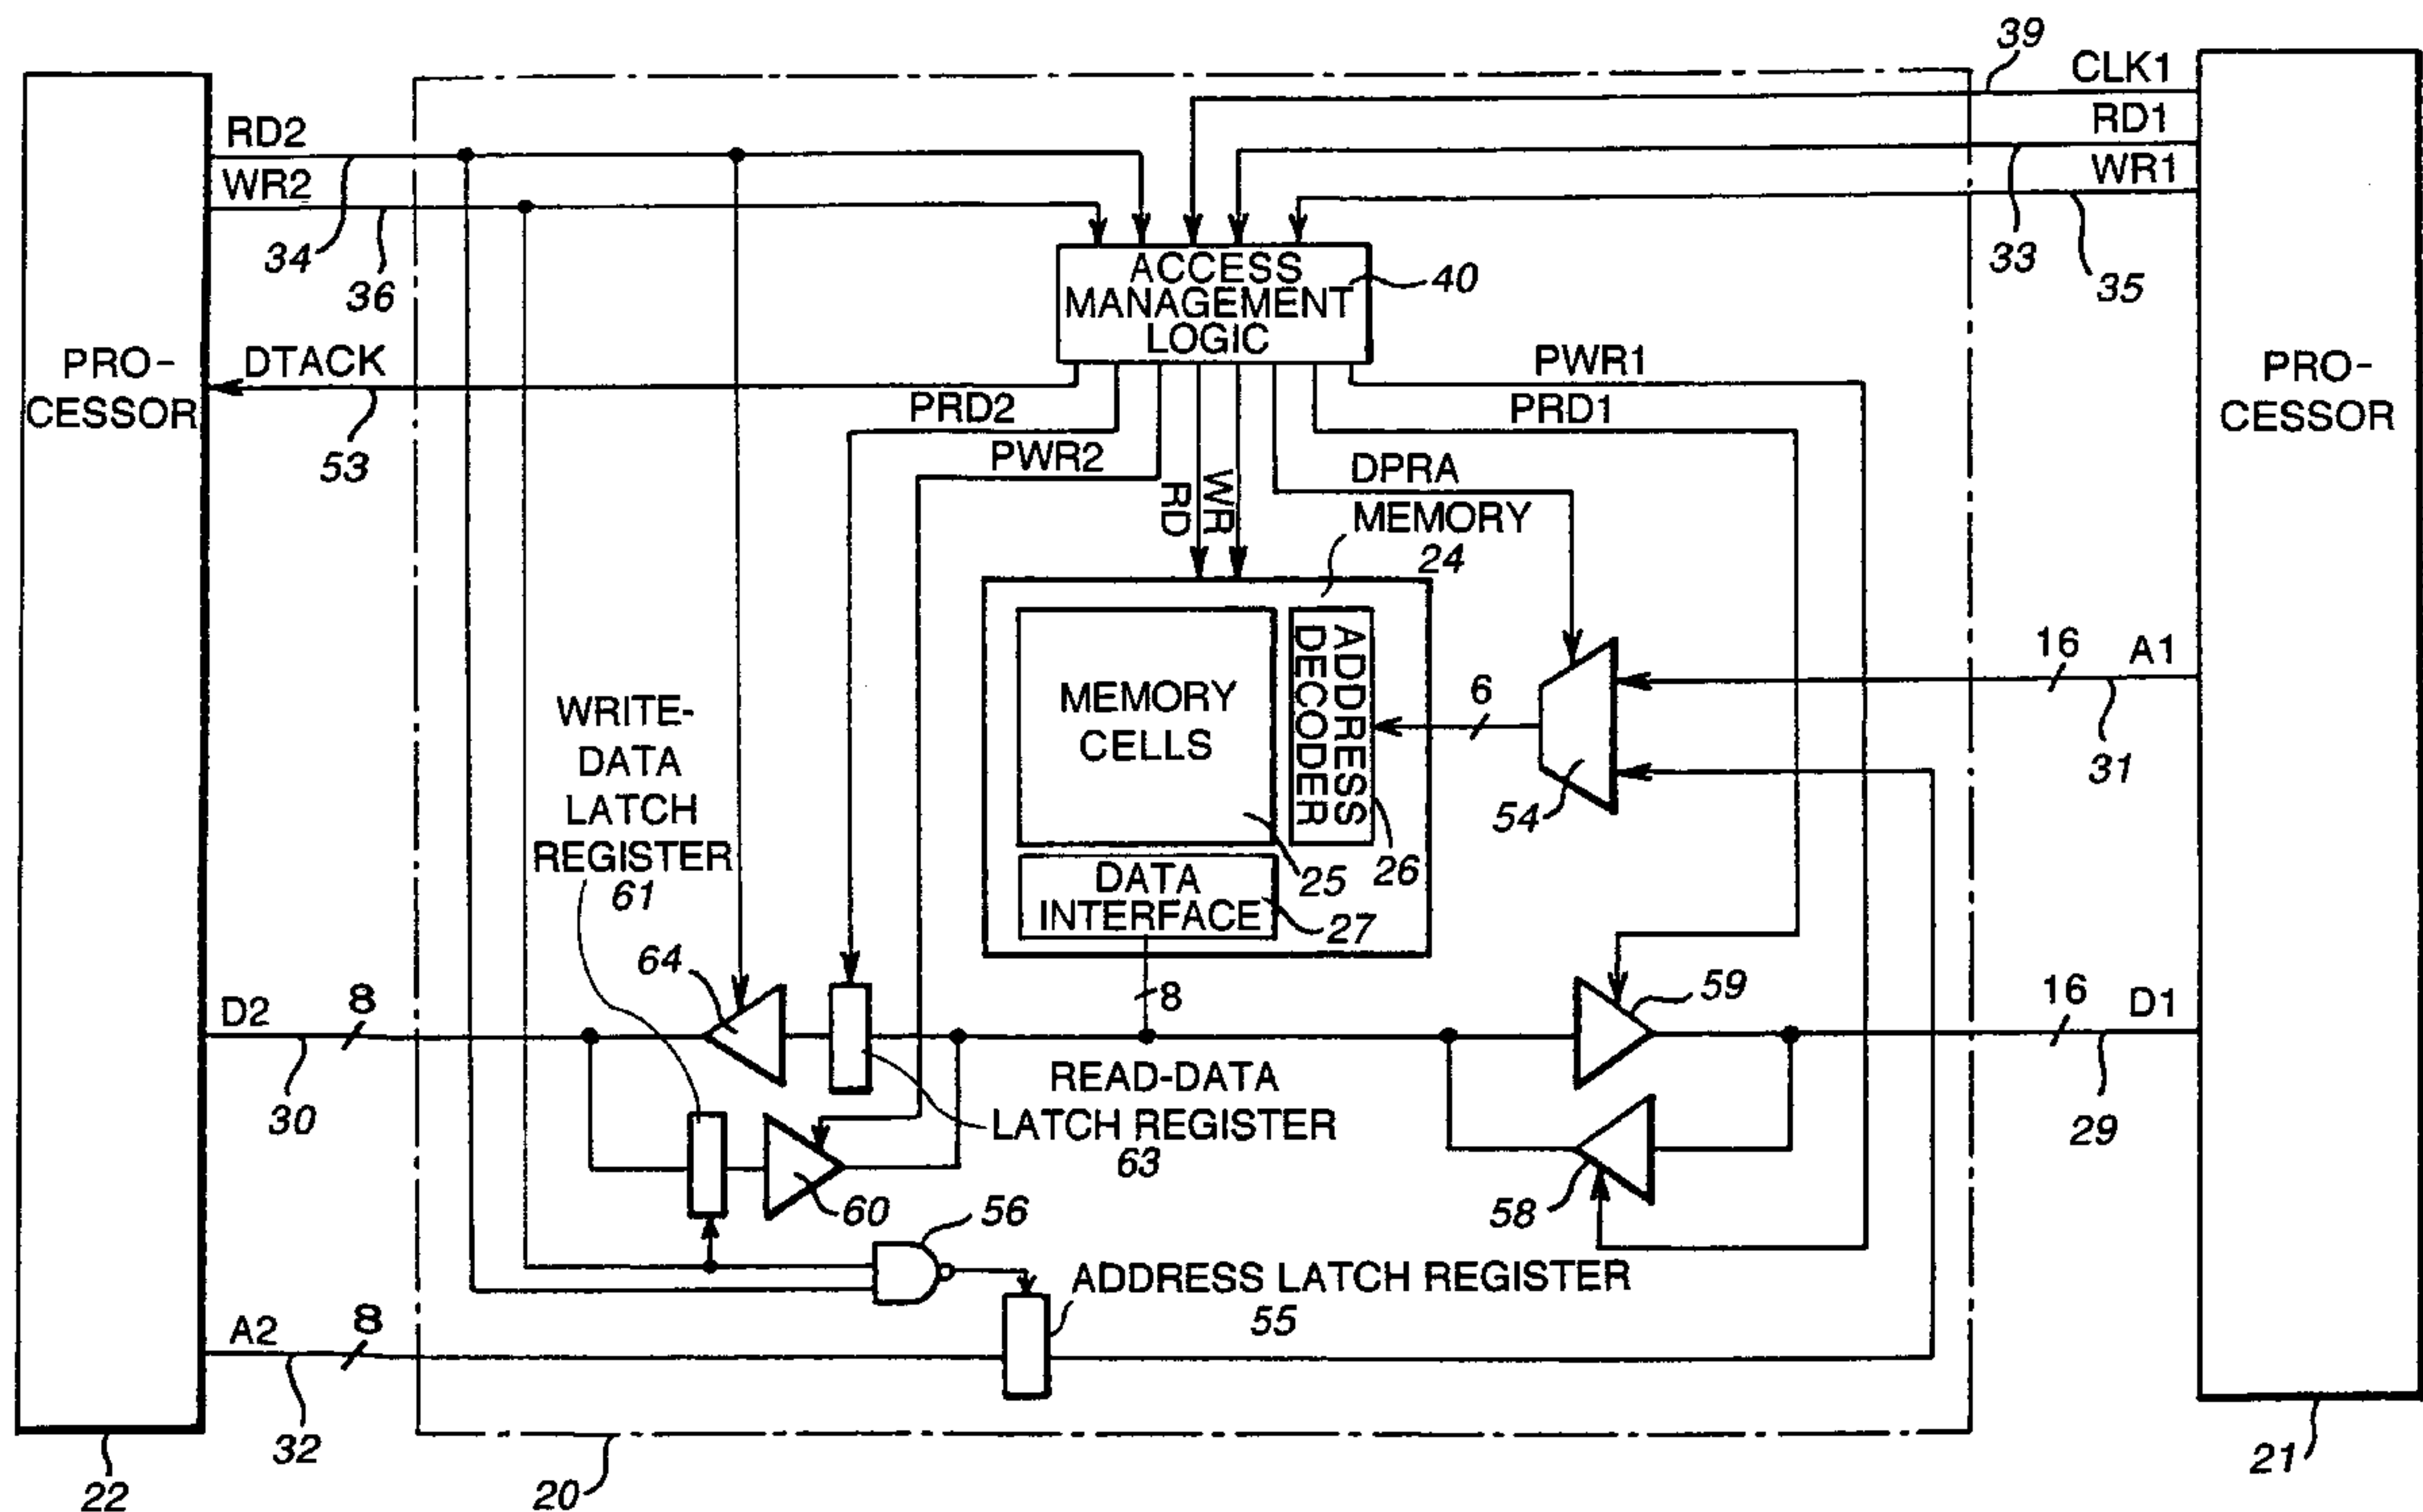 39
CLK1
RD1
WR1
RD2
WR2
34
36
33
35
ACCESS
MANAGEMENT
LOGIC
40
PRO-
CESSOR
DTACK
53
PRD2
PWR2
RD
WR
PWR1
PRD1
DPRA
MEMORY
24
PRO-
CESSOR
MEMORY
CELLS
25
ADDRESS
DECODER
26
DATA
INTERFACE
27
6
54
16
A1
31
WRITE-
DATA
LATCH
REGISTER
61
64
8
D2
30
8
59
16
D1
29
READ-DATA
LATCH REGISTER
63
60
58
56
ADDRESS LATCH REGISTER
55
A2
8
32
22
20
21